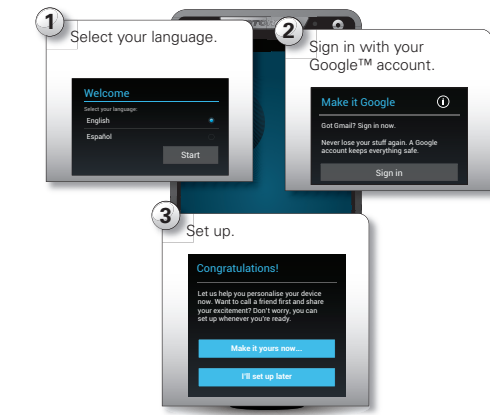 1
Select your language.
Welcome
Select your language:
English
Español
Start
2
Sign in with your
Google™ account.
Make it Google
i
Got Gmail? Sign in now.
Never lose your stuff again. A Google
account keeps everything safe.
Sign in
3
Set up.
Congratulations!
Let us help you personalise your device
now. Want to call a friend first and share
your excitement? Don't worry, you can
set up whenever you're ready.
Make it yours now...
I'll set up later